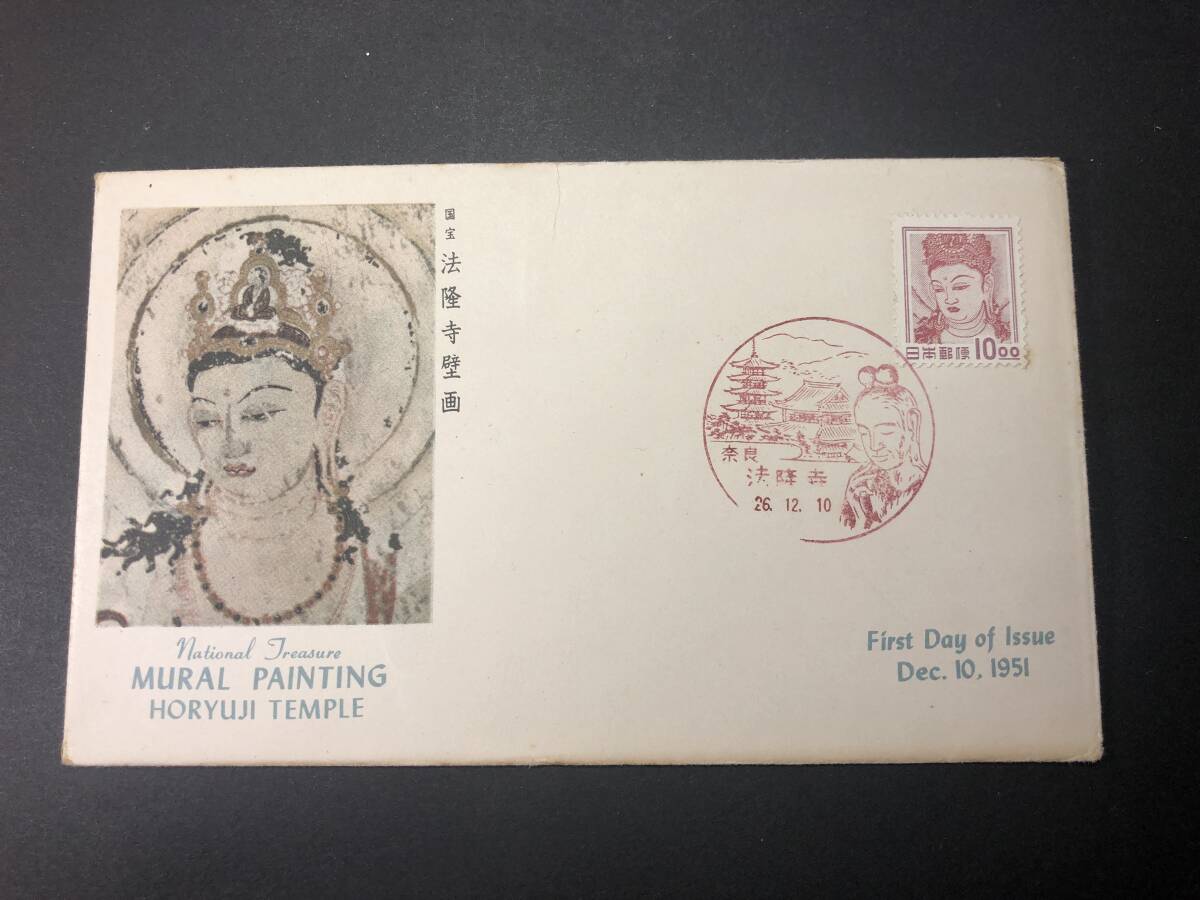 国宝 法隆寺壁画
日本郵便 10.00
奈良
法隆寺
26. 12. 10
National Treasure
MURAL PAINTING
HORYUJI TEMPLE
First Day of Issue
Dec. 10, 1951